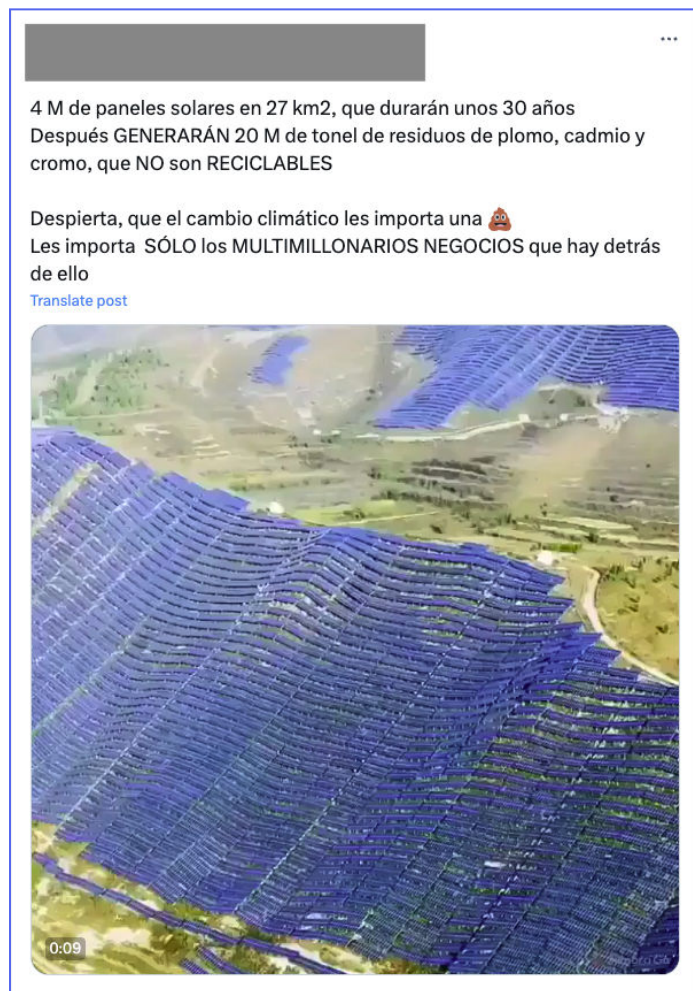 4 M de paneles solares en 27 km2, que durarán unos 30 años
Después GENERARÁN 20 M de tonel de residuos de plomo, cadmio y
cromo, que NO son RECICLABLES
Despierta, que el cambio climático les importa una 💩
Les importa  SÓLO los MULTIMILLONARIOS NEGOCIOS que hay detrás
de ello
Translate post
0:09